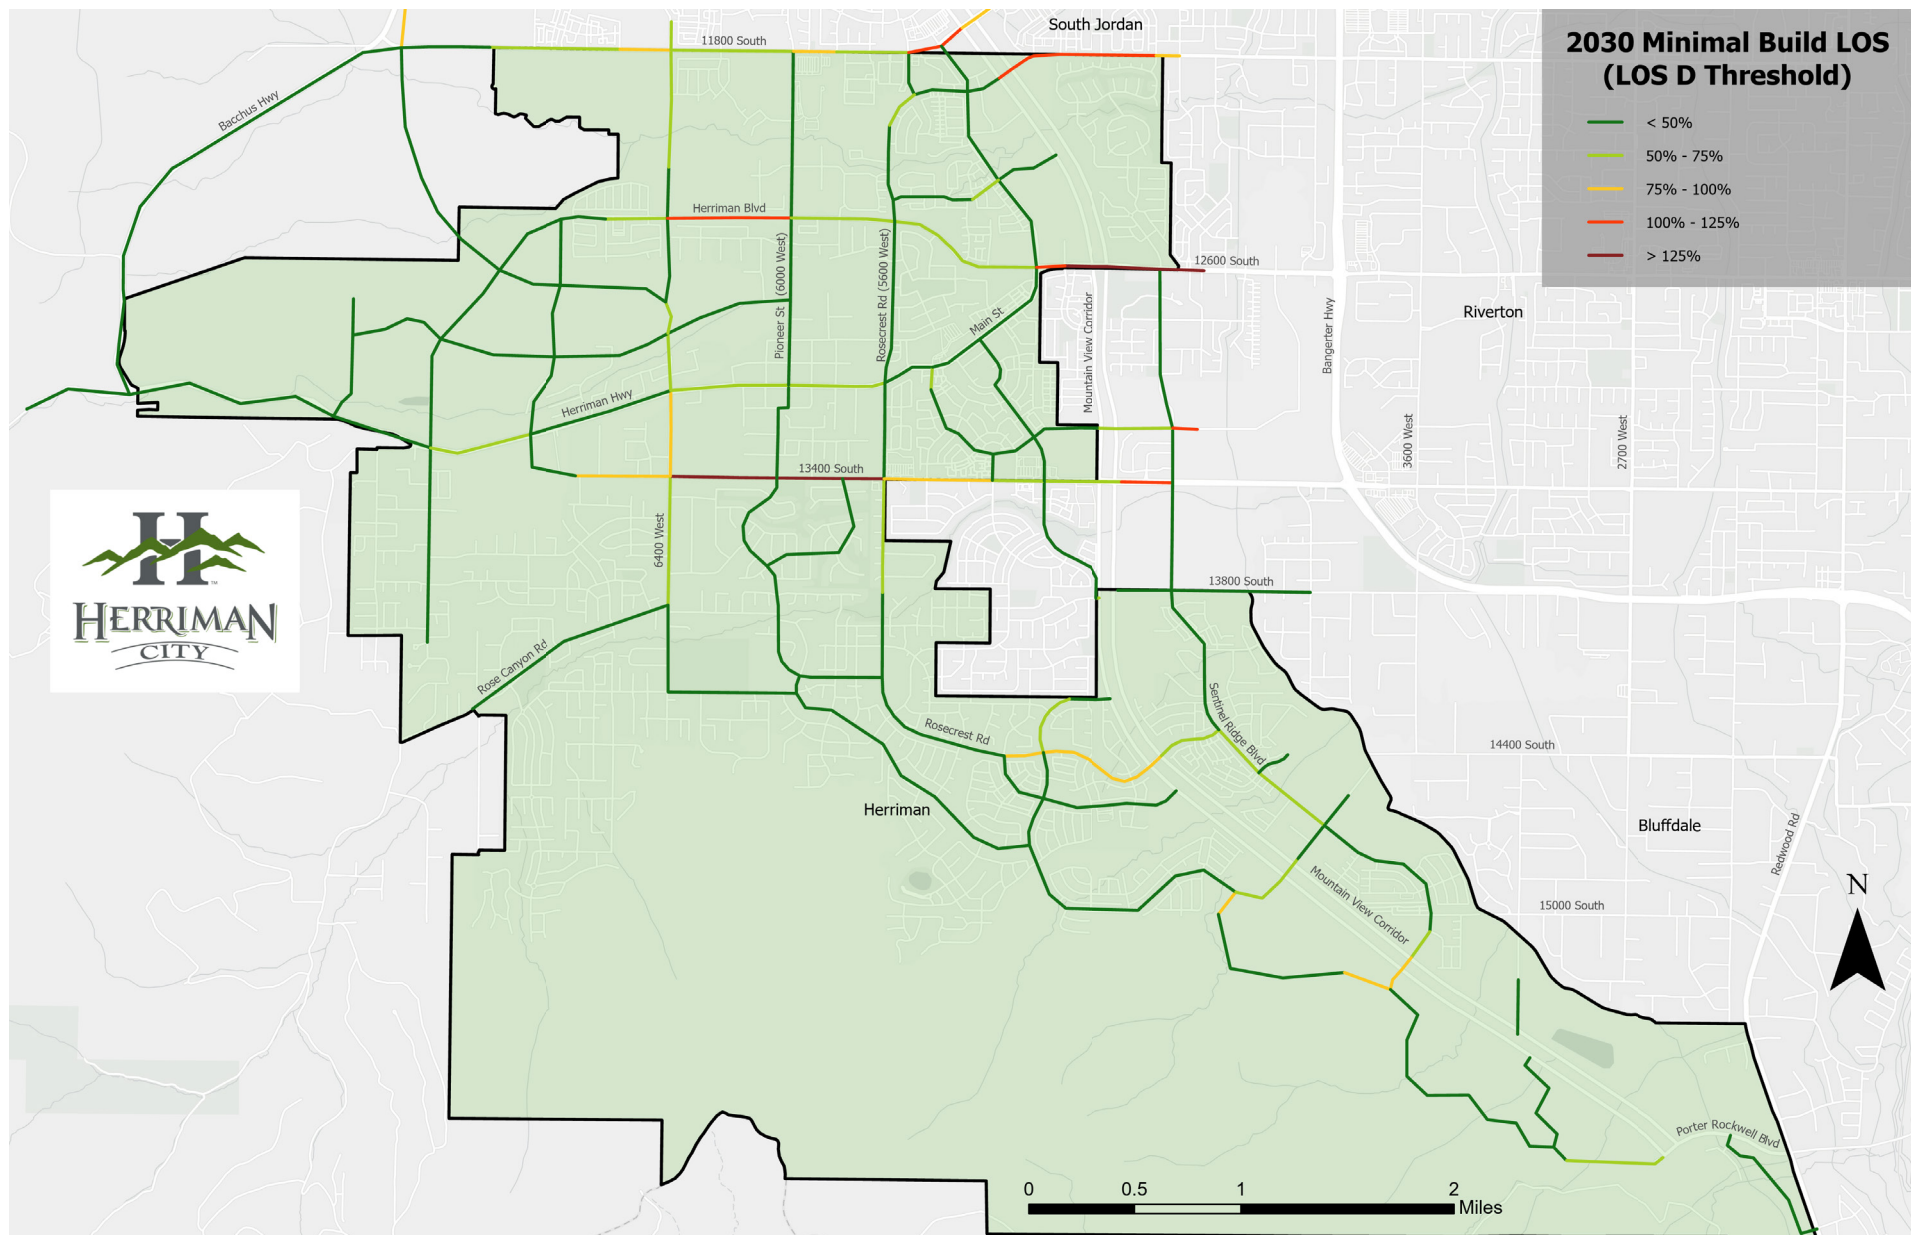 South Jordan
11800 South
2030 Minimal Build LOS
(LOS D Threshold)
< 50%
50% - 75%
75% - 100%
100% - 125%
> 125%
Bacchus Hwy
Herriman Blvd
Pioneer St (6000 West)
Rosecrest Rd (5600 West)
12600 South
Main St
Mountain View Corridor
Bangerter Hwy
Riverton
Herriman Hwy
3600 West
2700 West
13400 South
6400 West
H
TM
HERRIMAN
CITY
13800 South
Rose Canyon Rd
Rosecrest Rd
Sentinel Ridge Blvd
14400 South
Herriman
Bluffdale
Redwood Rd
Mountain View Corridor
15000 South
N
Porter Rockwell Blvd
0 0.5 1 2
Miles